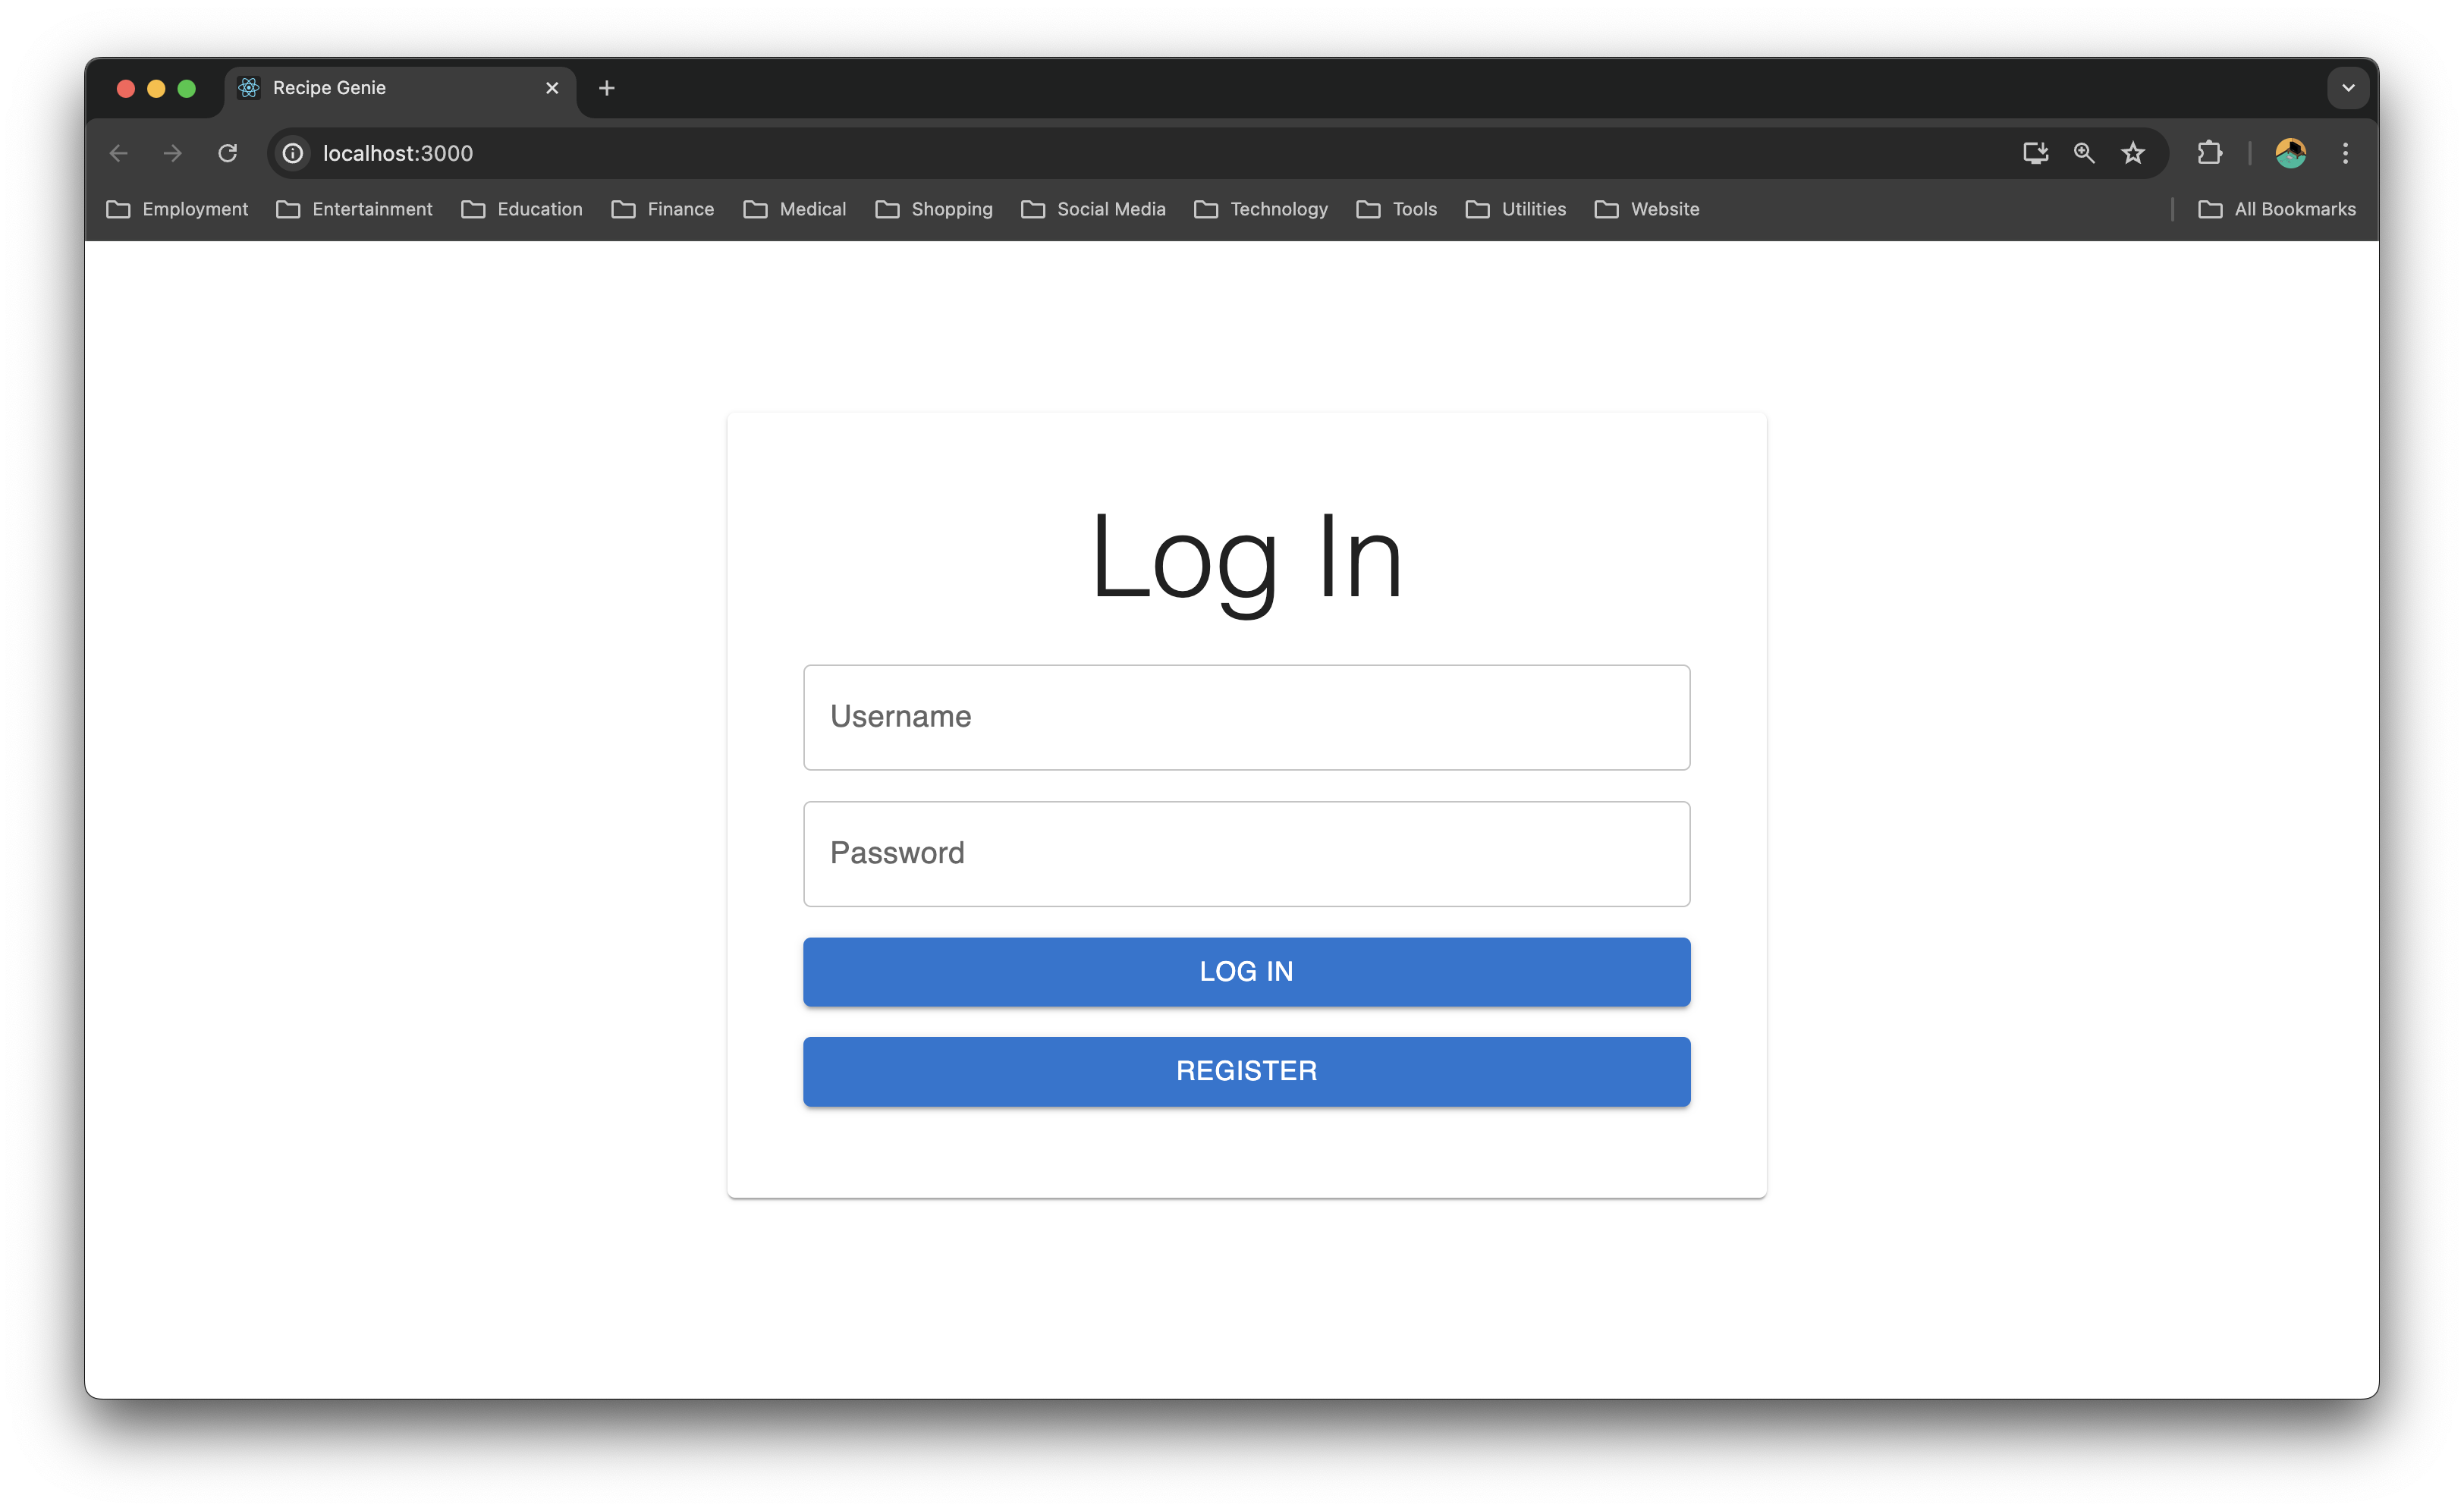 Recipe Genie
localhost:3000
Employment Entertainment Education Finance Medical Shopping Social Media Technology Tools Utilities Website All Bookmarks
Log In
Username
Password
LOG IN
REGISTER